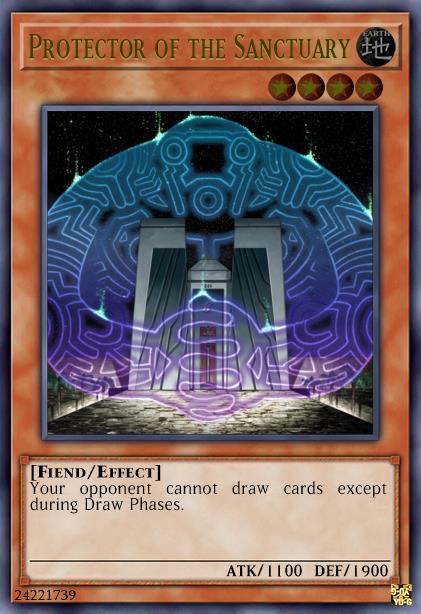 PROTECTOR OF THE SANCTUARY
EARTH
地
[FIEND/EFFECT]
Your opponent cannot draw cards except
during Draw Phases.
ATK/1100 DEF/1900
24221739